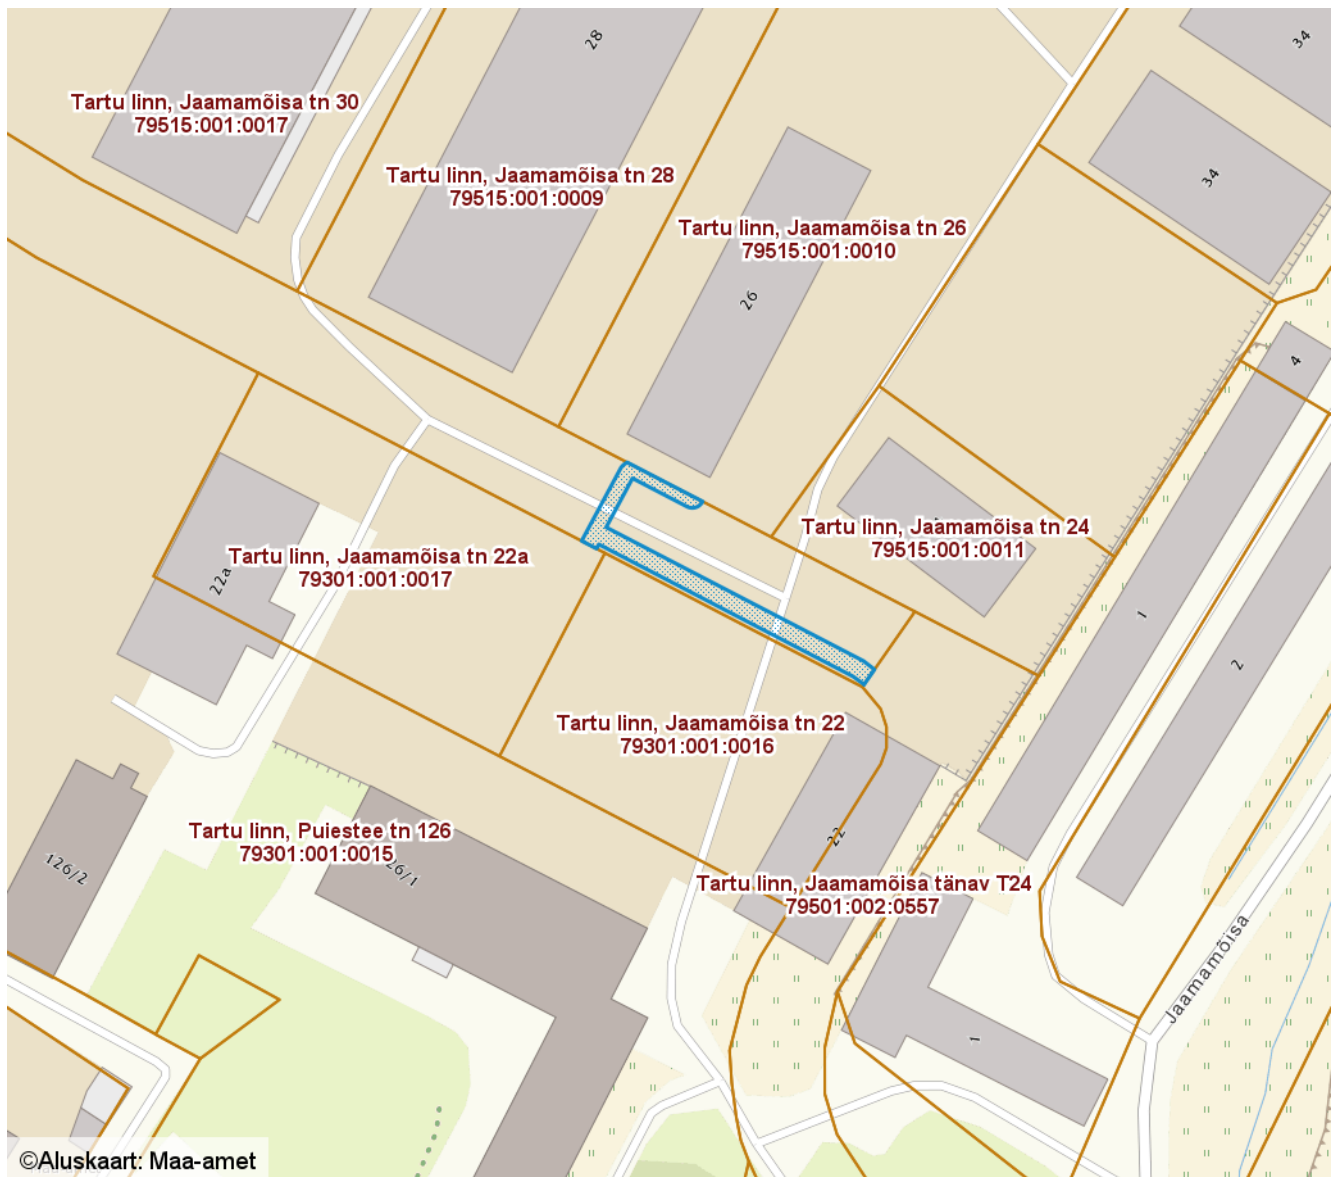 28
34
Tartu linn, Jaamamõisa tn 30
79515:001:0017
Tartu linn, Jaamamõisa tn 28
79515:001:0009
34
Tartu linn, Jaamamõisa tn 26
79515:001:0010
26
4
Tartu linn, Jaamamõisa tn 24
79515:001:0011
Tartu linn, Jaamamõisa tn 22a
79301:001:0017
22a
1
2
Tartu linn, Jaamamõisa tn 22
79301:001:0016
Tartu linn, Puiestee tn 126
79301:001:0015
22
126/2
26/1
Tartu linn, Jaamamõisa tänav T24
79501:002:0557
Jaamamõisa
1
©Aluskaart: Maa-amet